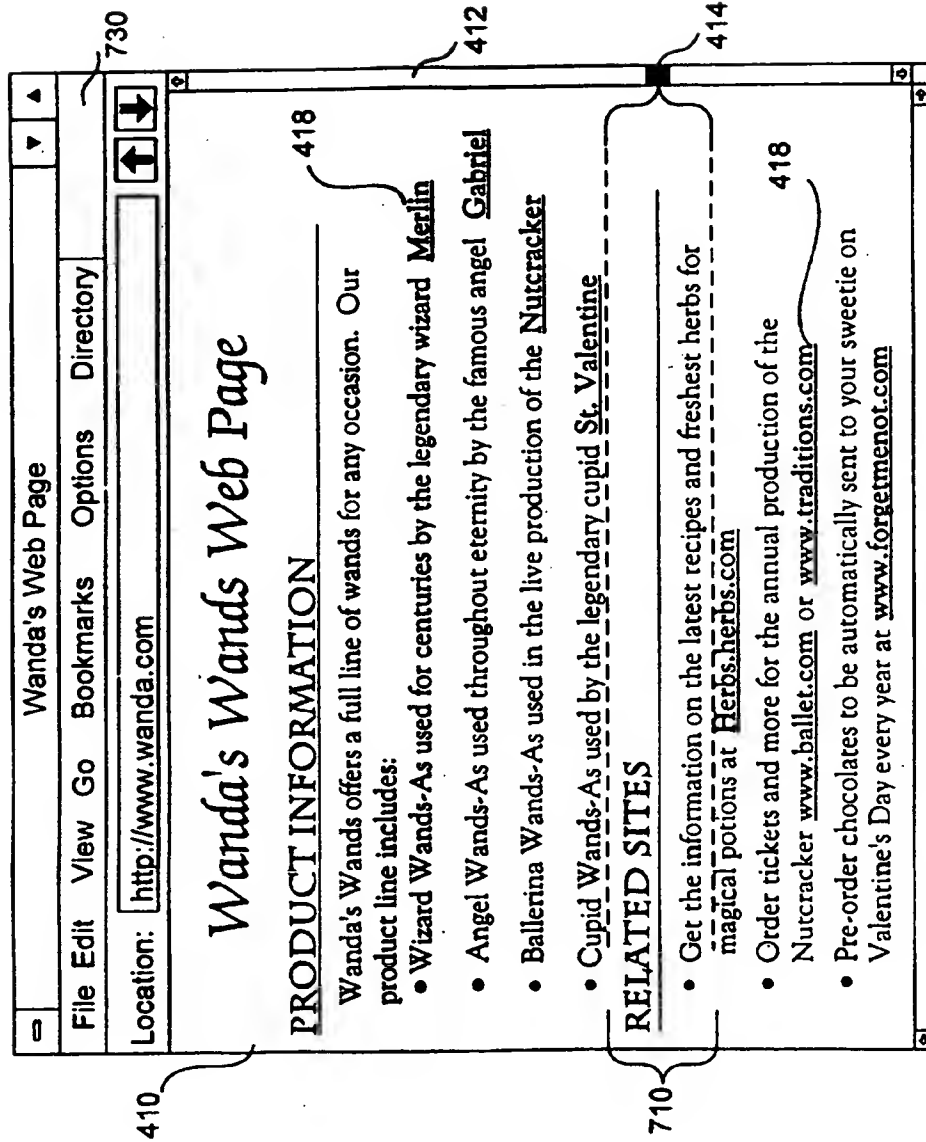 Wanda's Web Page
File Edit View Go Bookmarks Options Directory
730
Location: http://www.wanda.com
410
Wanda's Wands Web Page
PRODUCT INFORMATION
418
Wanda's Wands offers a full line of wands for any occasion. Our
product line includes:
• Wizard Wands-As used for centuries by the legendary wizard Merlin
412
• Angel Wands-As used throughout eternity by the famous angel Gabriel
• Ballerina Wands-As used in the live production of the Nutcracker
• Cupid Wands-As used by the legendary cupid St. Valentine
RELATED SITES
710
414
• Get the information on the latest recipes and freshest herbs for
magical potions at Herbs.herbs.com
• Order tickets and more for the annual production of the
Nutcracker www.ballet.com or www.traditions.com
418
• Pre-order chocolates to be automatically sent to your sweetie on
Valentine's Day every year at www.forgetmenot.com